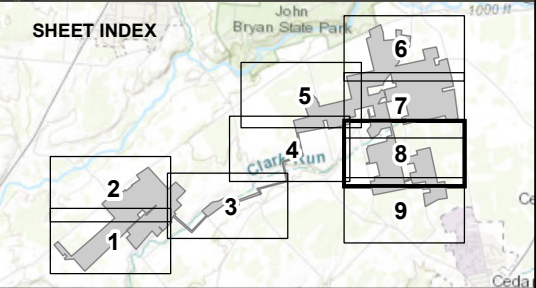 SHEET INDEX
John
Bryan State Park
1000 ft
6
5
7
4
8
Clark Run
2
3
9
1
Ce
Ceda